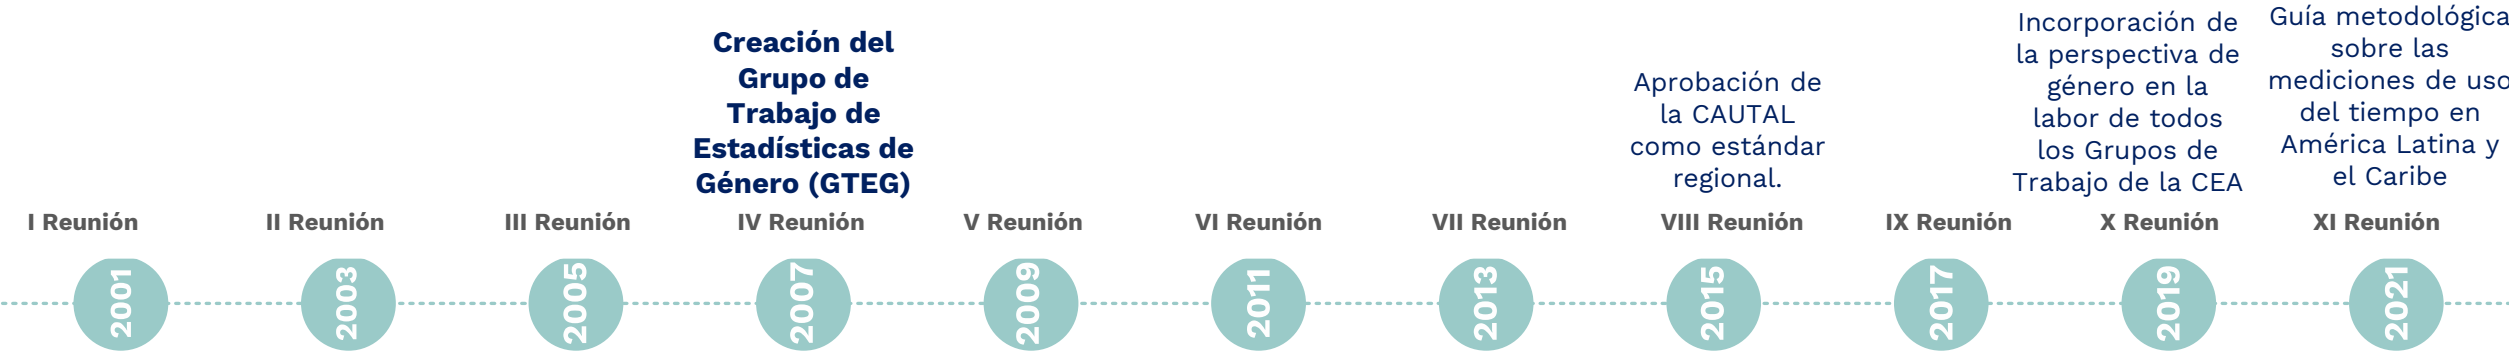 Creación del
Grupo de
Trabajo de
Estadísticas de
Género (GTEG)
Aprobación de
la CAUTAL
como estándar
regional.
Incorporación de
la perspectiva de
género en la
labor de todos
los Grupos de
Trabajo de la CEA
Guía metodológica
sobre las
mediciones de uso
del tiempo en
América Latina y
el Caribe
I Reunión
II Reunión
III Reunión
IV Reunión
V Reunión
VI Reunión
VII Reunión
VIII Reunión
IX Reunión
X Reunión
XI Reunión
2001
2003
2005
2007
2009
2011
2013
2015
2017
2019
2021